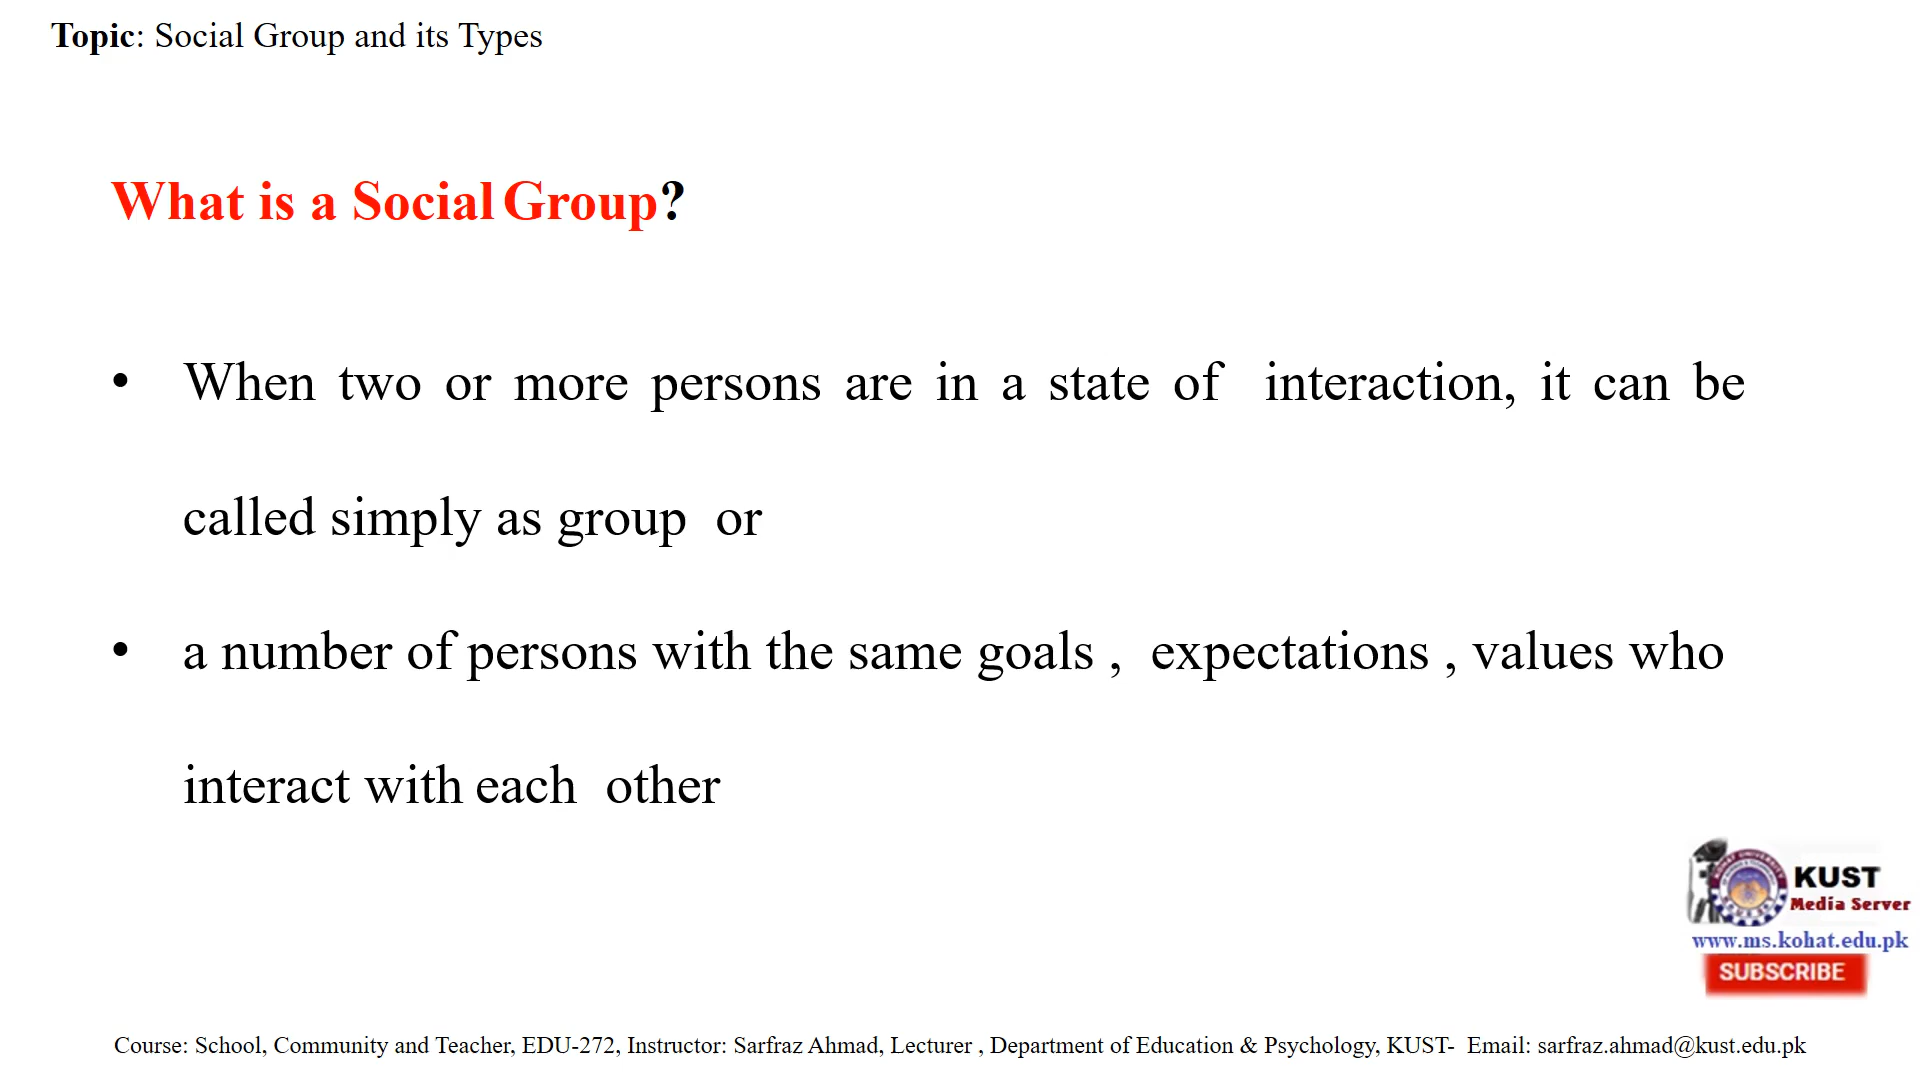 Topic: Social Group and its Types
What is a Social Group?
• When two or more persons are in a state of interaction, it can be
called simply as group or
• a number of persons with the same goals , expectations , values who
interact with each other
KUST
Media Server
www.ms.kohat.edu.pk
SUBSCRIBE
Course: School, Community and Teacher, EDU-272, Instructor: Sarfraz Ahmad, Lecturer , Department of Education & Psychology, KUST- Email: sarfraz.ahmad@kust.edu.pk